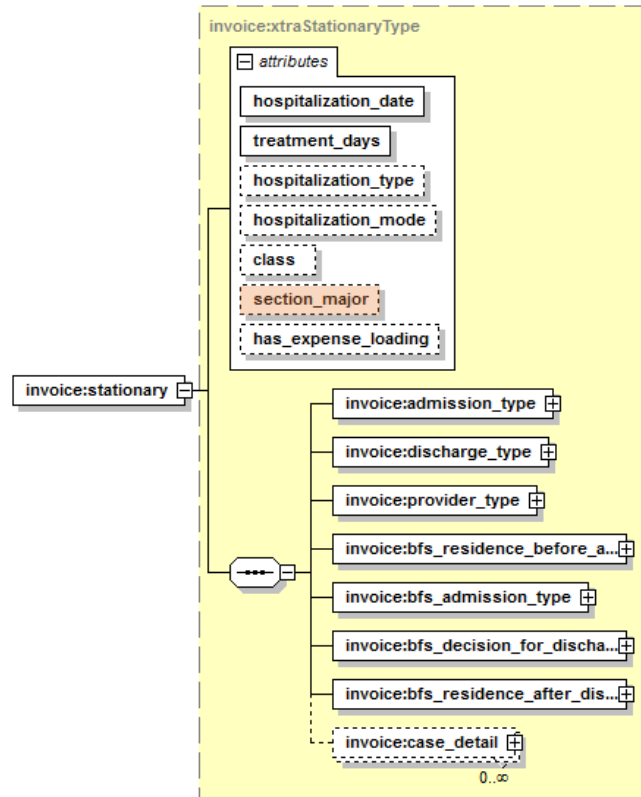 invoice:xtraStationaryType
attributes
hospitalization_date
treatment_days
hospitalization_type
hospitalization_mode
class
section_major
has_expense_loading
invoice:stationary
invoice:admission_type
invoice:discharge_type
invoice:provider_type
invoice:bfs_residence_before_a...
invoice:bfs_admission_type
invoice:bfs_decision_for_discha...
invoice:bfs_residence_after_dis...
invoice:case_detail
0..∞